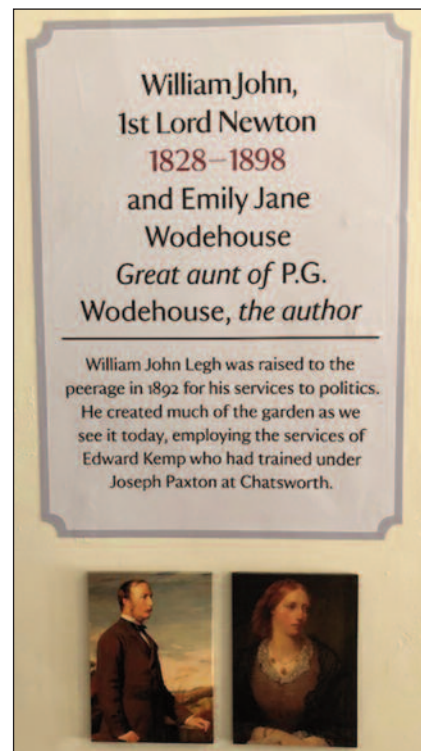 William John,
1st Lord Newton
1828–1898
and Emily Jane
Wodehouse
Great aunt of P.G.
Wodehouse, the author
William John Legh was raised to the
peerage in 1892 for his services to politics.
He created much of the garden as we
see it today, employing the services of
Edward Kemp who had trained under
Joseph Paxton at Chatsworth.